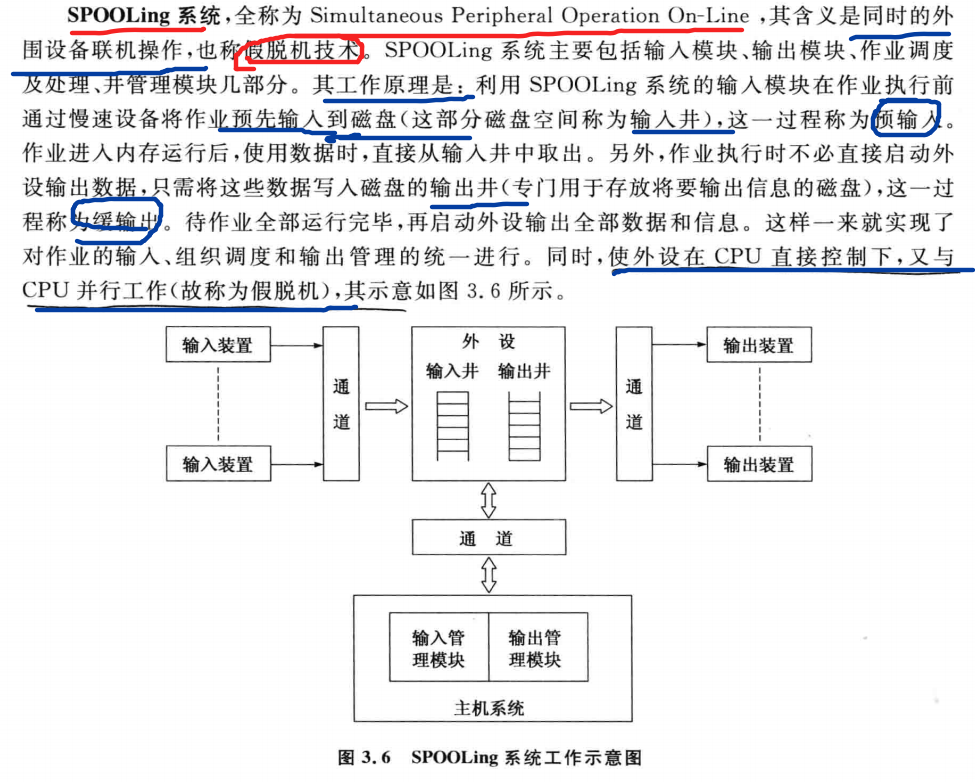 SPOOLing 系统,全称为 Simultaneous Peripheral Operation On-Line ,其含义是同时的外
围设备联机操作,也称假脱机技术。SPOOLing 系统主要包括输入模块、输出模块、作业调度
及处理、井管理模块几部分。其工作原理是:利用 SPOOLing 系统的输入模块在作业执行前
通过慢速设备将作业预先输入到磁盘(这部分磁盘空间称为输入井),这一过程称为预输入。
作业进入内存运行后,使用数据时,直接从输入井中取出。另外,作业执行时不必直接启动外
设输出数据,只需将这些数据写入磁盘的输出井(专门用于存放将要输出信息的磁盘),这一过
程称为缓输出。待作业全部运行完毕,再启动外设输出全部数据和信息。这样一来就实现了
对作业的输入、组织调度和输出管理的统一进行。同时,使外设在 CPU 直接控制下,又与
CPU 并行工作(故称为假脱机),其示意如图 3.6 所示。
输入装置
外 设
输出装置
输入井 输出井
通道
通道
输入装置
输出装置
通 道
输入管理模块
输出管理模块
主机系统
图 3.6 SPOOLing 系统工作示意图